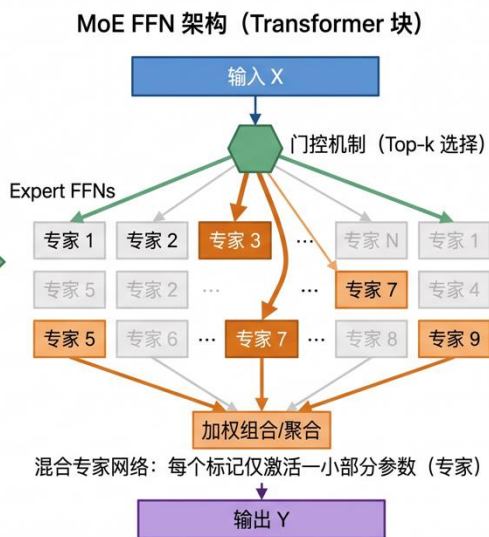 MoE FFN 架构（Transformer 块）
输入 X
门控机制（Top-k 选择）
Expert FFNs
专家 1 专家 2 专家 3 ... 专家 N 专家 1
专家 5 专家 2 ... ... 专家 7 专家 4
专家 5 专家 6 ... 专家 7 ... 专家 8 专家 9
加权组合/聚合
混合专家网络：每个标记仅激活一小部分参数（专家）
输出 Y